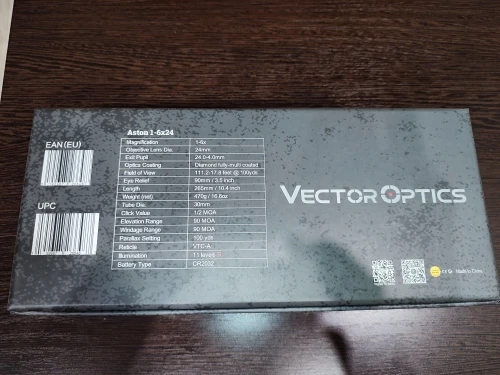 EAN (EU)
UPC
Aston 1-6x24
Magnification 1-6x
Objective Lens Dia. 24mm
Exit Pupil 24.0-4.0mm
Optics Coating Diamond fully-multi-coated
Field of View 111.2-17.8 feet @ 100yds
Eye Relief 90mm / 3.5 inch
Length 265mm / 10.4 inch
Weight (net) 470g / 16.6oz
Tube Dia. 30mm
Click Value 1/2 MOA
Elevation Range 90 MOA
Windage Range 90 MOA
Parallax Setting 100 yds
Reticle VTC-A
Illumination 11 levels
Battery Type CR2032
VECTOR OPTICS
Made in China